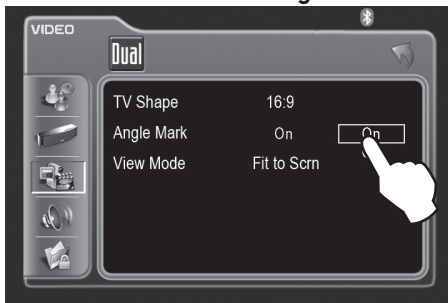 VIDEO
Dual
TV Shape 16:9
Angle Mark On On
View Mode Fit to Scrn